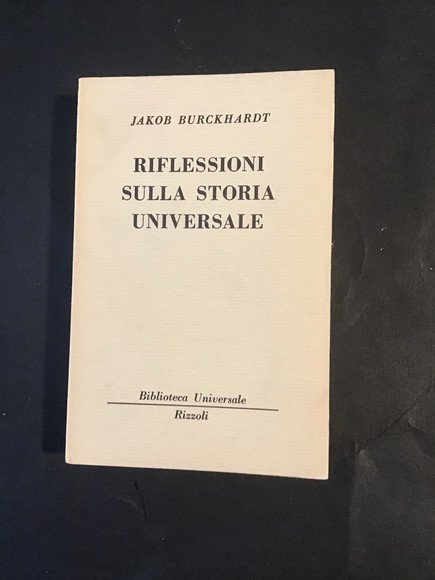 JAKOB BURCKHARDT
RIFLESSIONI
SULLA STORIA
UNIVERSALE
Biblioteca Universale
Rizzoli